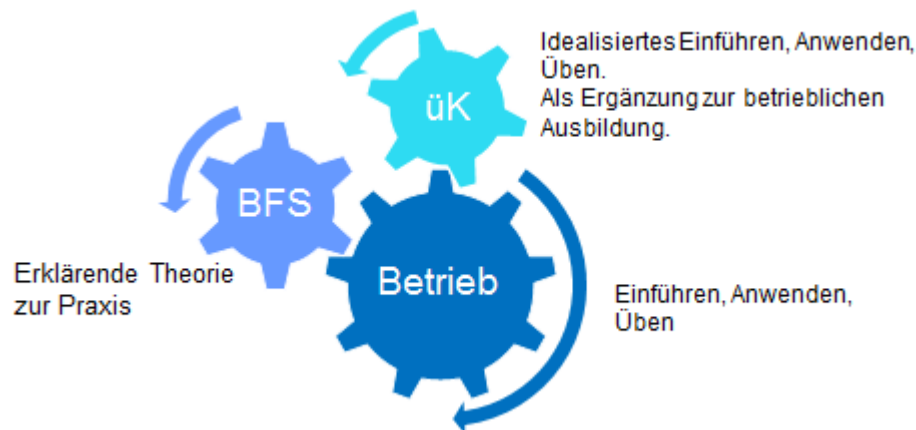 Idealisiertes Einführen, Anwenden,
Üben.
Als Ergänzung zur betrieblichen
Ausbildung.
üK
BFS
Erklärende Theorie
zur Praxis
Betrieb
Einführen, Anwenden,
Üben